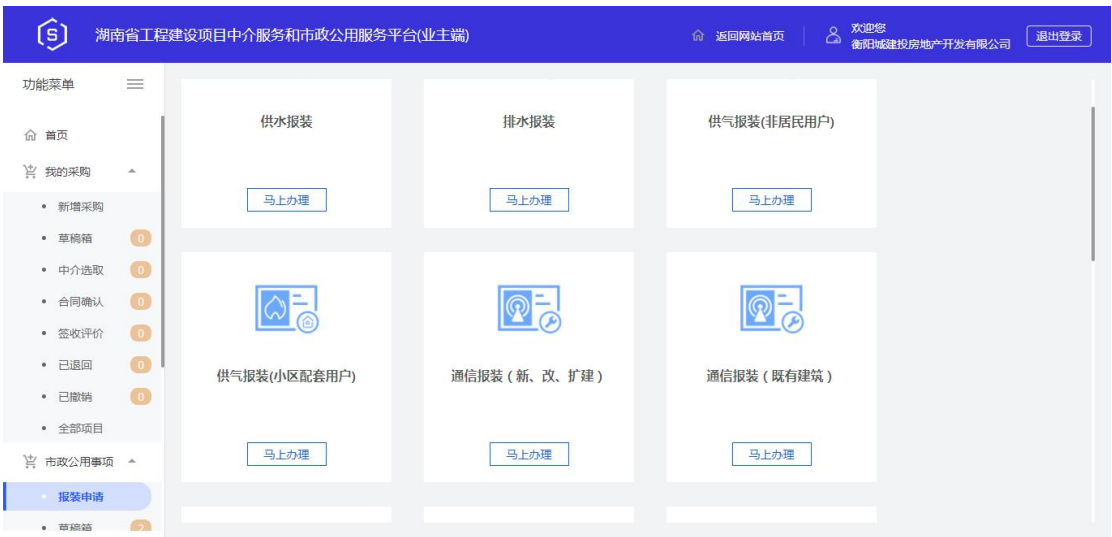 湖南省工程建设项目中介服务和市政公用服务平台(业主端)
返回网站首页
欢迎您
衡阳城建投房地产开发有限公司
退出登录
功能菜单
首页
我的采购
新增采购
草稿箱 0
中介选取 0
合同确认 0
签收评价 0
已退回 0
已撤销 0
全部项目
市政公用事项
报装申请
草稿箱 2
供水报装
排水报装
供气报装(非居民用户)
马上办理
马上办理
马上办理
供气报装(小区配套用户)
通信报装（新、改、扩建）
通信报装（既有建筑）
马上办理
马上办理
马上办理